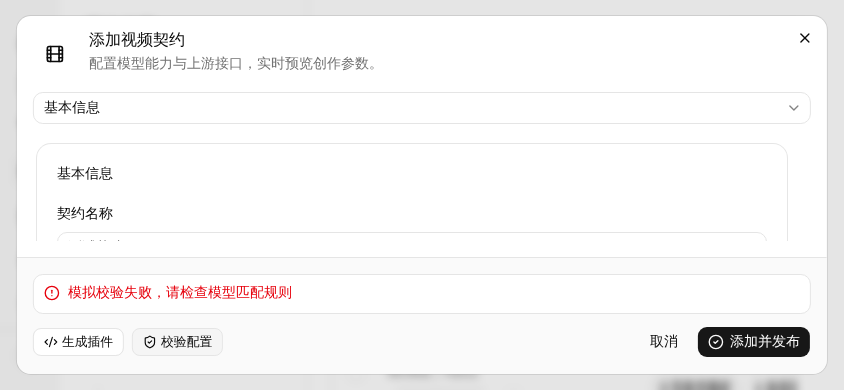 添加视频契约
配置模型能力与上游接口，实时预览创作参数。
基本信息
基本信息
契约名称
模拟校验失败，请检查模型匹配规则
生成插件
校验配置
取消
添加并发布